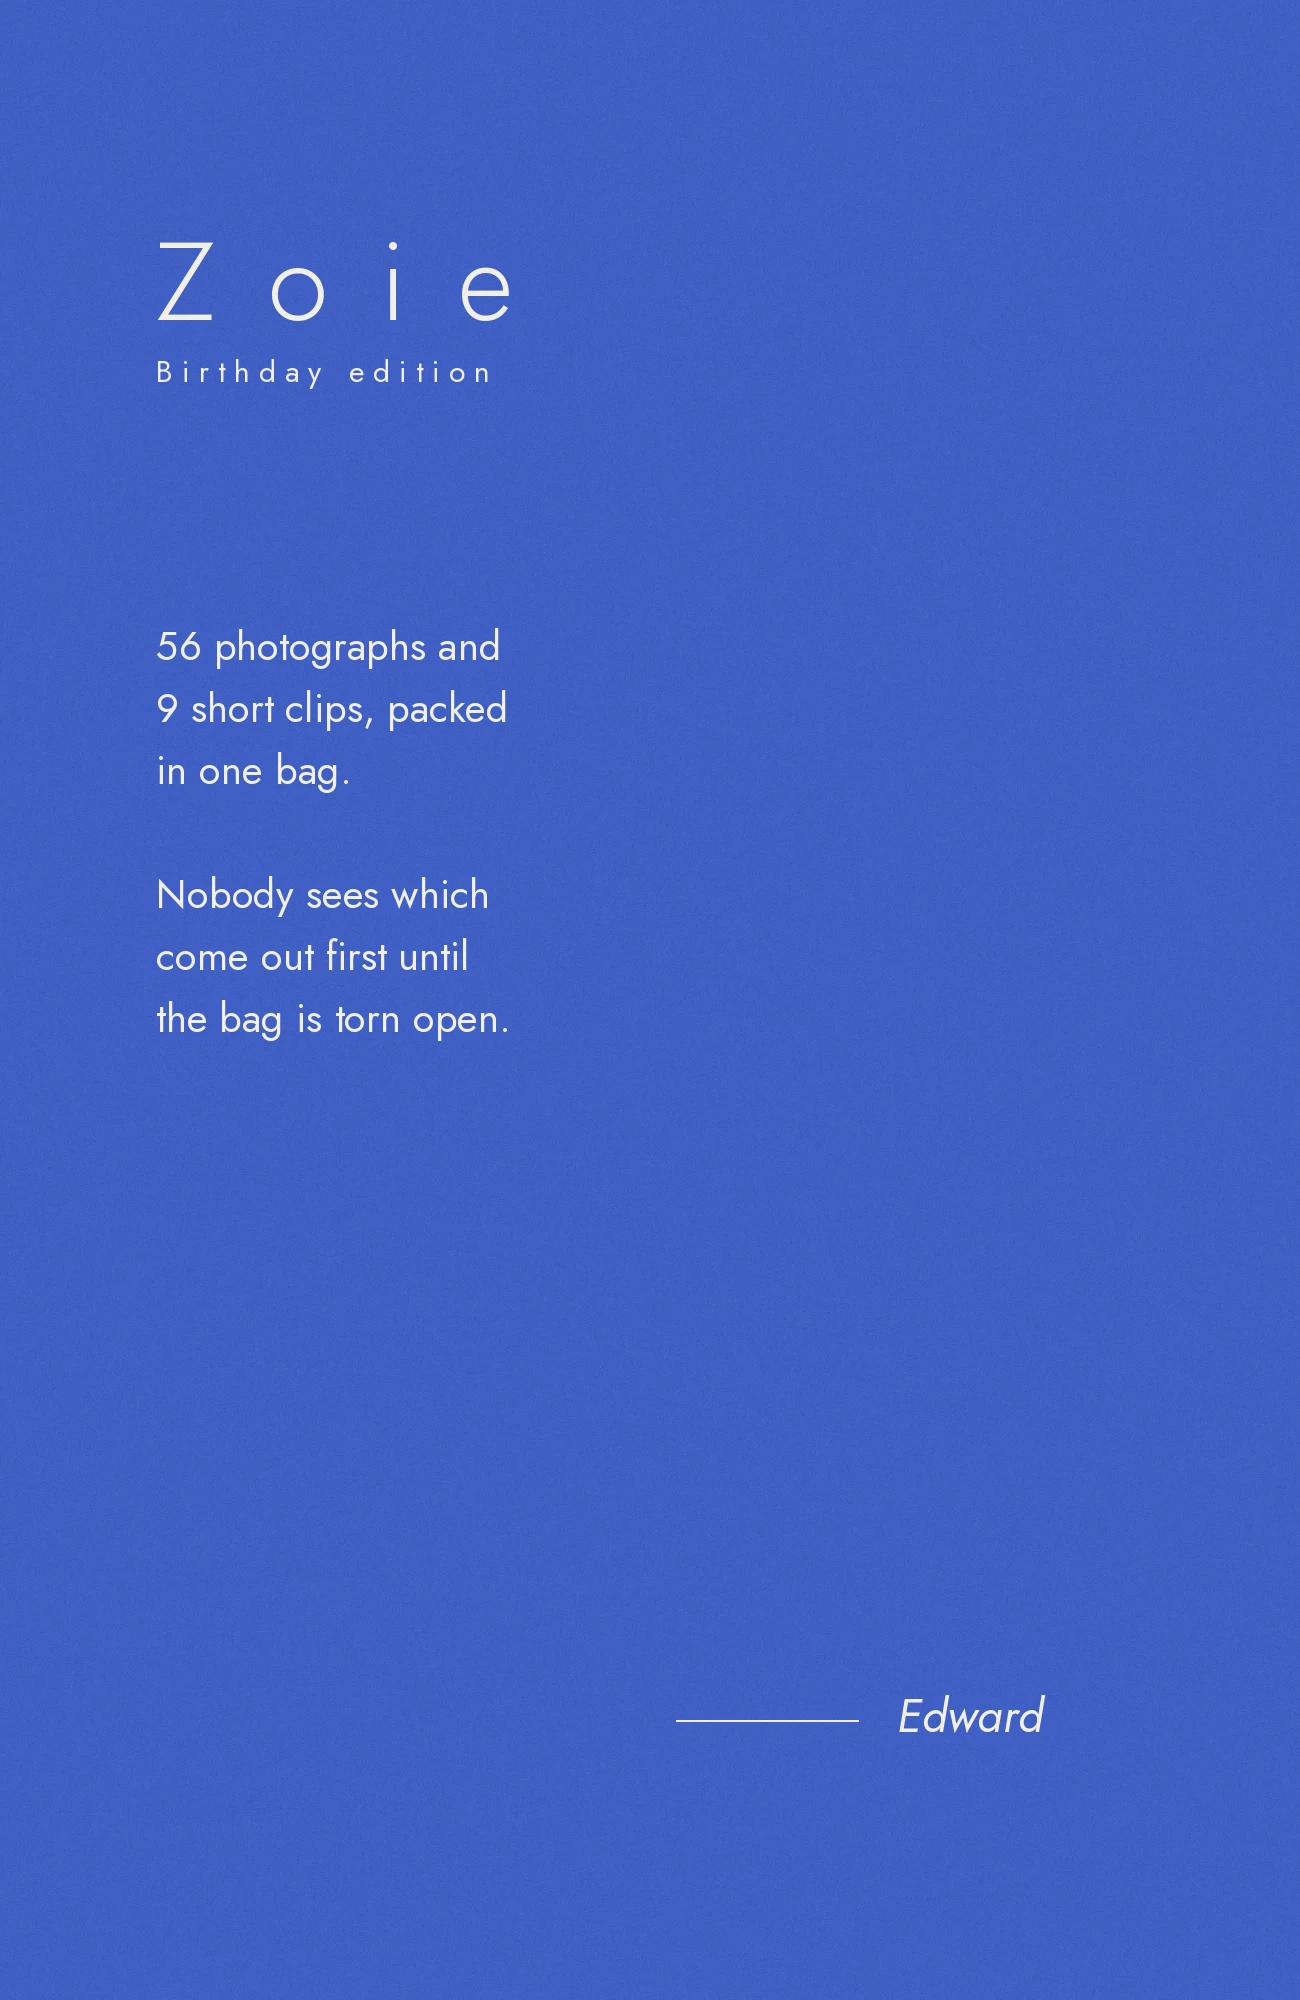 Zoie
Birthday edition
56 photographs and
9 short clips, packed
in one bag.
Nobody sees which
come out first until
the bag is torn open.
Edward